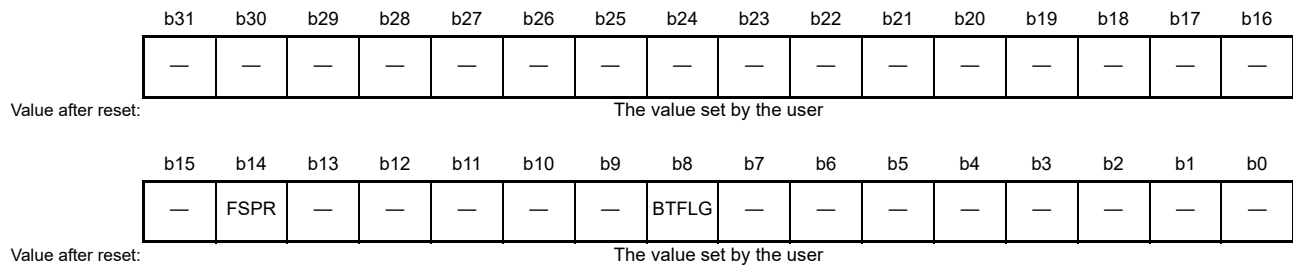 b31 b30 b29 b28 b27 b26 b25 b24 b23 b22 b21 b20 b19 b18 b17 b16
— — — — — — — — — — — — — — — —
Value after reset: The value set by the user
b15 b14 b13 b12 b11 b10 b9 b8 b7 b6 b5 b4 b3 b2 b1 b0
— FSPR — — — — — BTFLG — — — — — — — —
Value after reset: The value set by the user